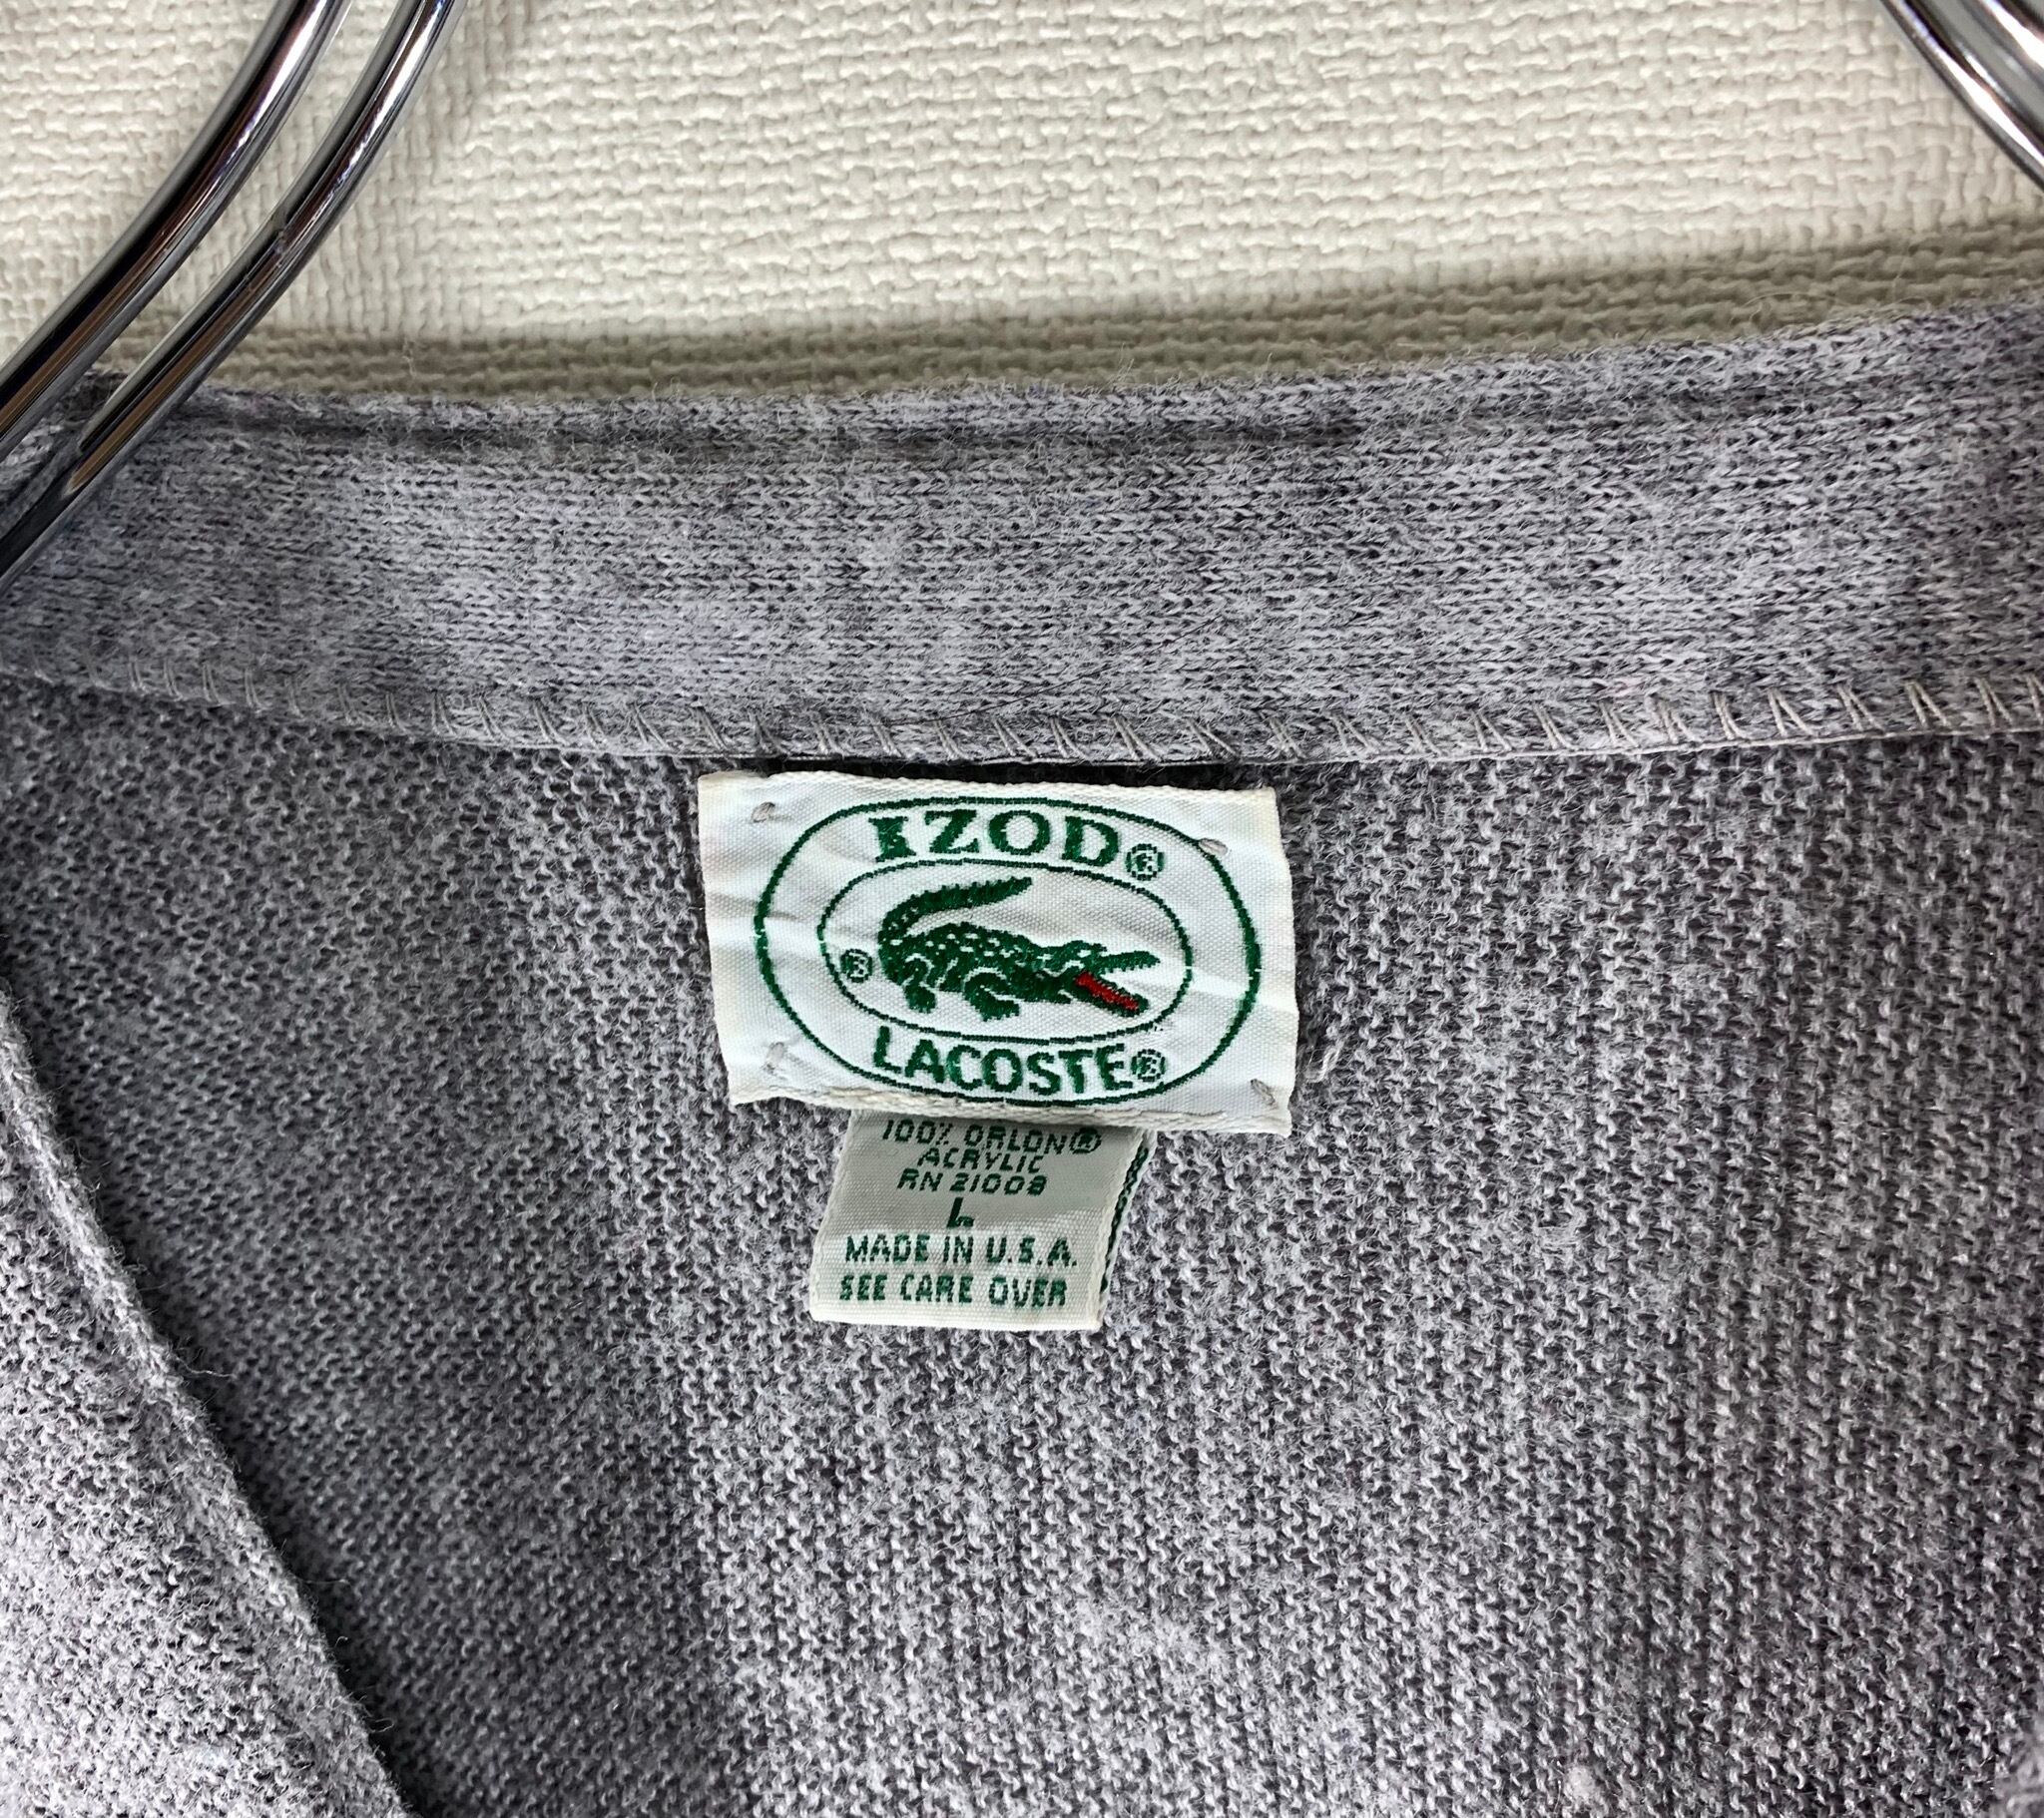 IZOD®
®
LACOSTE®
100% ORLON®
ACRYLIC
RN 21008
L
MADE IN U.S.A.
SEE CARE OVER